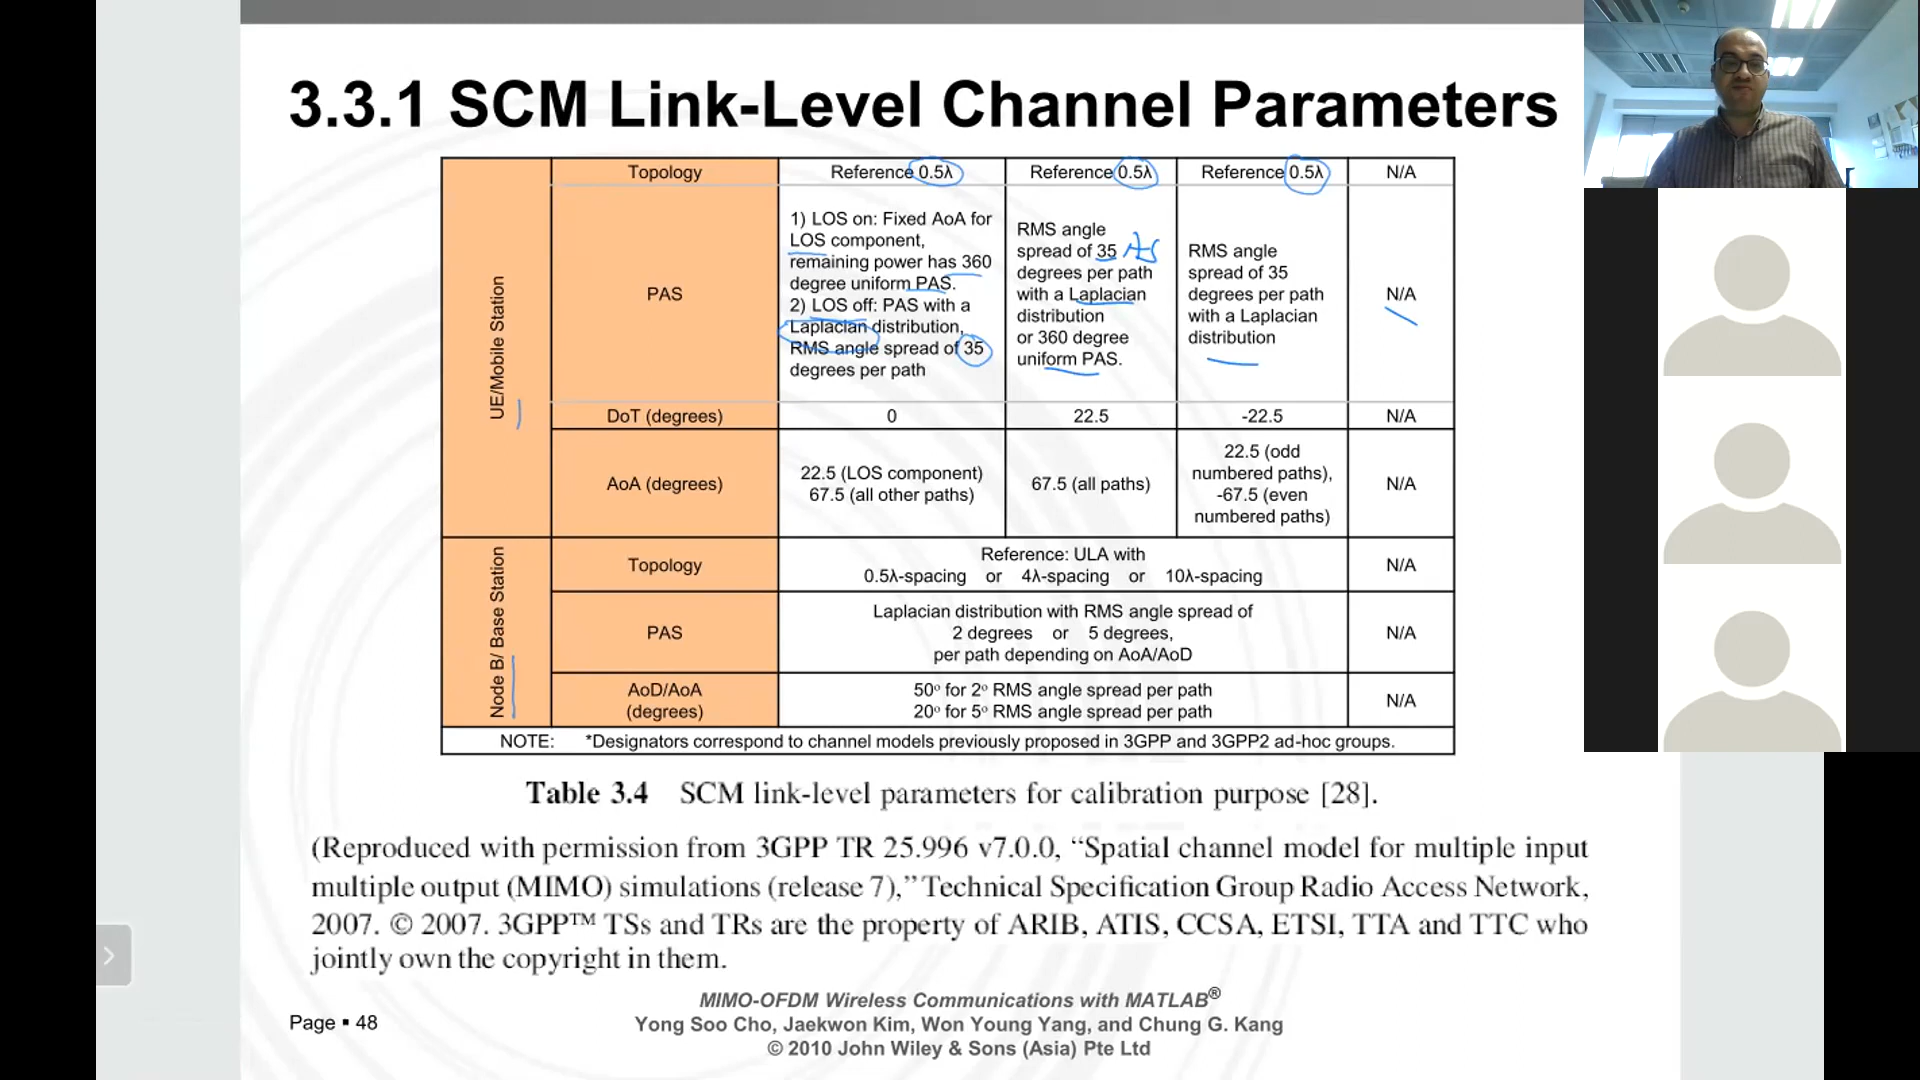 3.3.1 SCM Link-Level Channel Parameters
UE/Mobile Station
Topology
Reference 0.5λ
Reference 0.5λ
Reference 0.5λ
N/A
PAS
1) LOS on: Fixed AoA for
LOS component,
remaining power has 360
degree uniform PAS.
2) LOS off: PAS with a
Laplacian distribution,
RMS angle spread of 35
degrees per path
RMS angle
spread of 35 AS
degrees per path
with a Laplacian
distribution
or 360 degree
uniform PAS.
RMS angle
spread of 35
degrees per path
with a Laplacian
distribution
N/A
DoT (degrees)
0
22.5
-22.5
N/A
AoA (degrees)
22.5 (LOS component)
67.5 (all other paths)
67.5 (all paths)
22.5 (odd
numbered paths),
-67.5 (even
numbered paths)
N/A
Node B/ Base Station
Topology
Reference: ULA with
0.5λ-spacing or 4λ-spacing or 10λ-spacing
N/A
PAS
Laplacian distribution with RMS angle spread of
2 degrees or 5 degrees,
per path depending on AoA/AoD
N/A
AoD/AoA
(degrees)
50º for 2º RMS angle spread per path
20º for 5º RMS angle spread per path
N/A
NOTE: *Designators correspond to channel models previously proposed in 3GPP and 3GPP2 ad-hoc groups.
Table 3.4 SCM link-level parameters for calibration purpose [28].
(Reproduced with permission from 3GPP TR 25.996 v7.0.0, “Spatial channel model for multiple input
multiple output (MIMO) simulations (release 7),” Technical Specification Group Radio Access Network,
2007. © 2007. 3GPP™ TSs and TRs are the property of ARIB, ATIS, CCSA, ETSI, TTA and TTC who
jointly own the copyright in them.
MIMO-OFDM Wireless Communications with MATLAB®
Page ▪ 48
Yong Soo Cho, Jaekwon Kim, Won Young Yang, and Chung G. Kang
© 2010 John Wiley & Sons (Asia) Pte Ltd